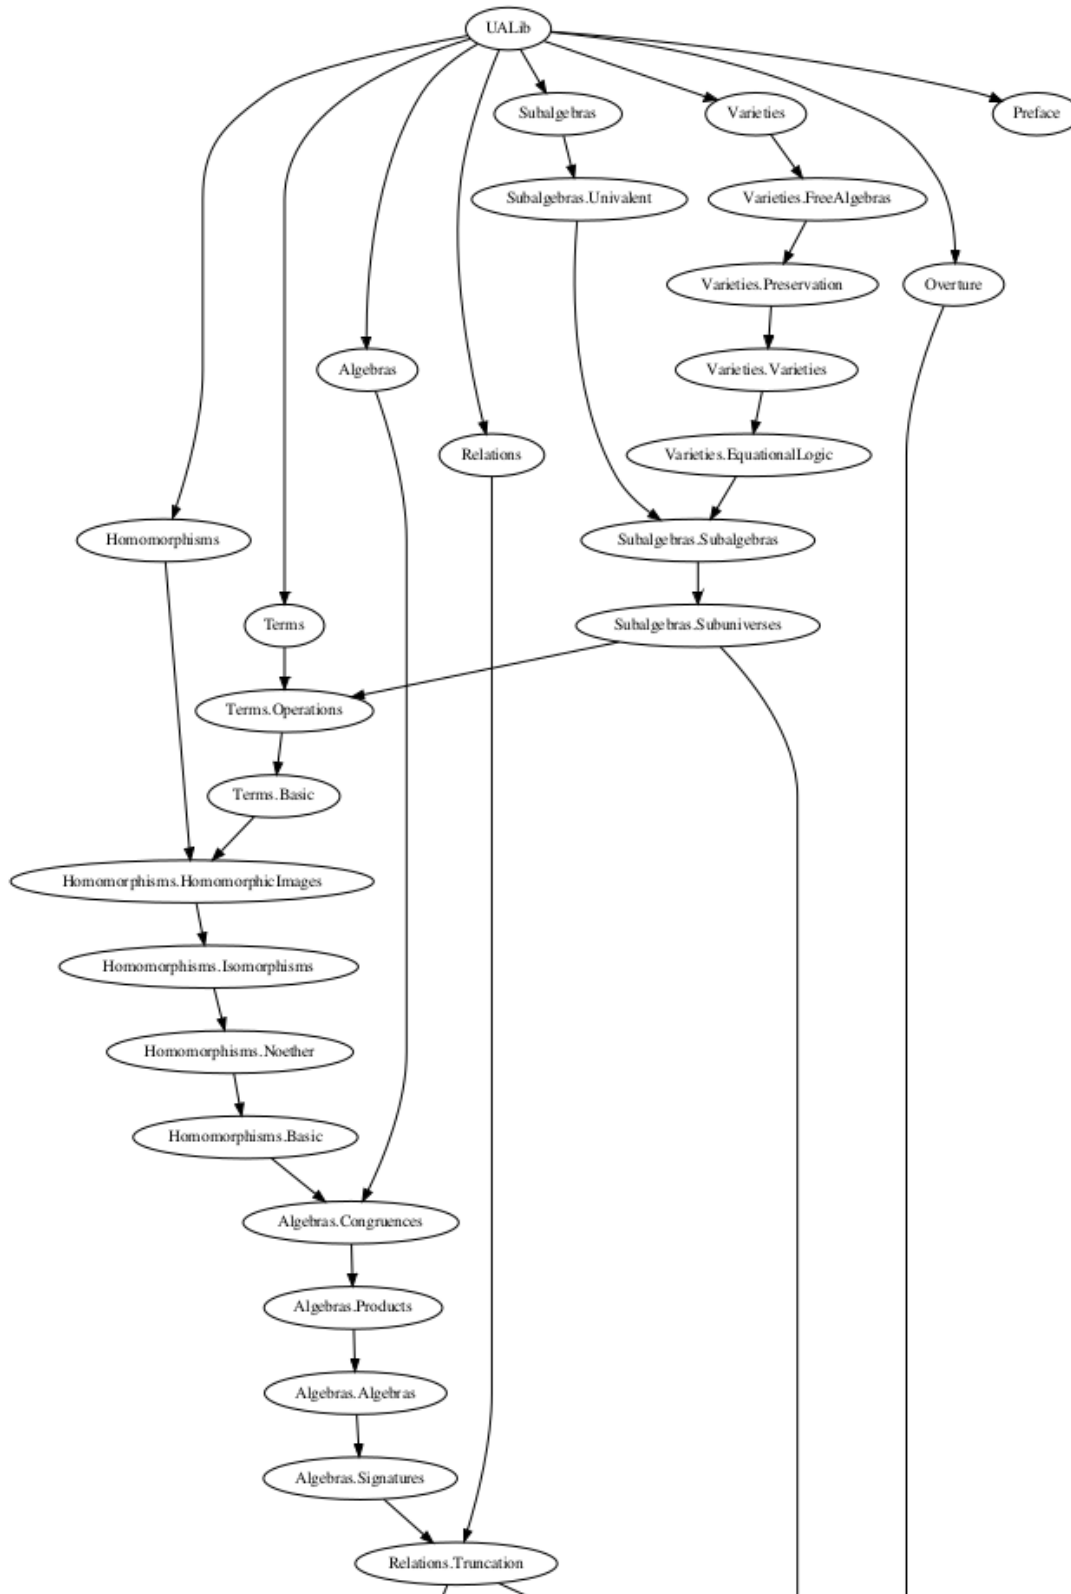 UALib
Subalgebras
Varieties
Preface
Subalgebras.Univalent
Varieties.FreeAlgebras
Varieties.Preservation
Overture
Algebras
Varieties.Varieties
Relations
Varieties.EquationalLogic
Homomorphisms
Subalgebras.Subalgebras
Terms
Subalgebras.Subuniverses
Terms.Operations
Terms.Basic
Homomorphisms.HomomorphicImages
Homomorphisms.Isomorphisms
Homomorphisms.Noether
Homomorphisms.Basic
Algebras.Congruences
Algebras.Products
Algebras.Algebras
Algebras.Signatures
Relations.Truncation